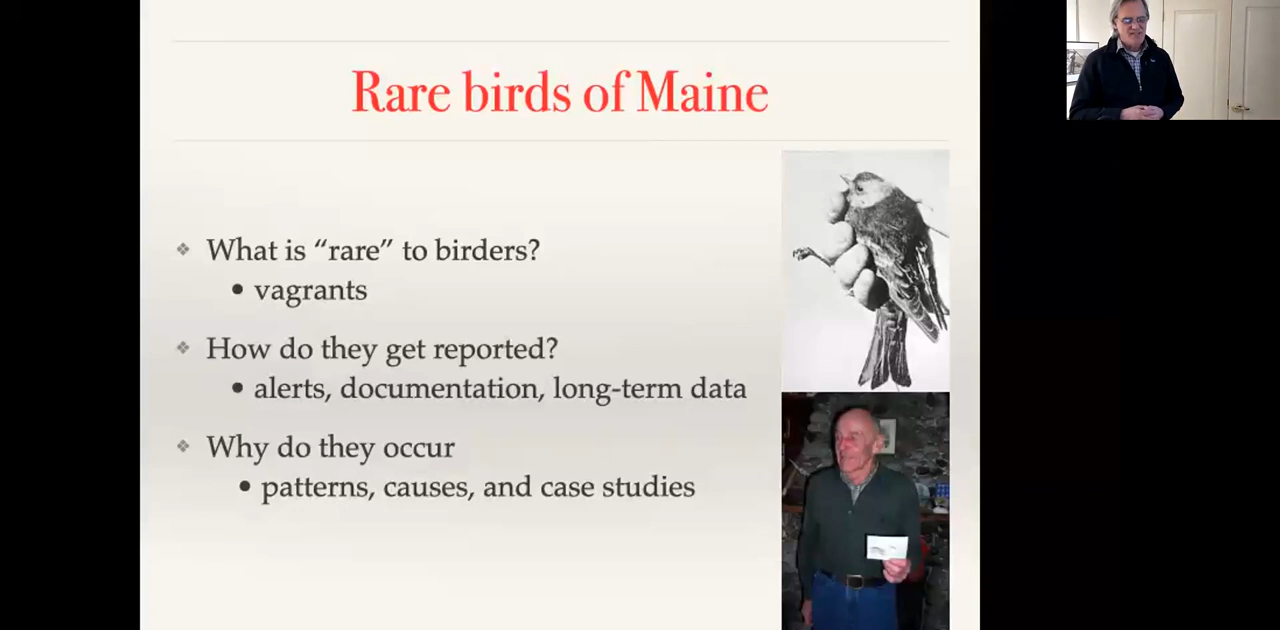 Rare birds of Maine
❖ What is “rare” to birders?
• vagrants
❖ How do they get reported?
• alerts, documentation, long-term data
❖ Why do they occur
• patterns, causes, and case studies